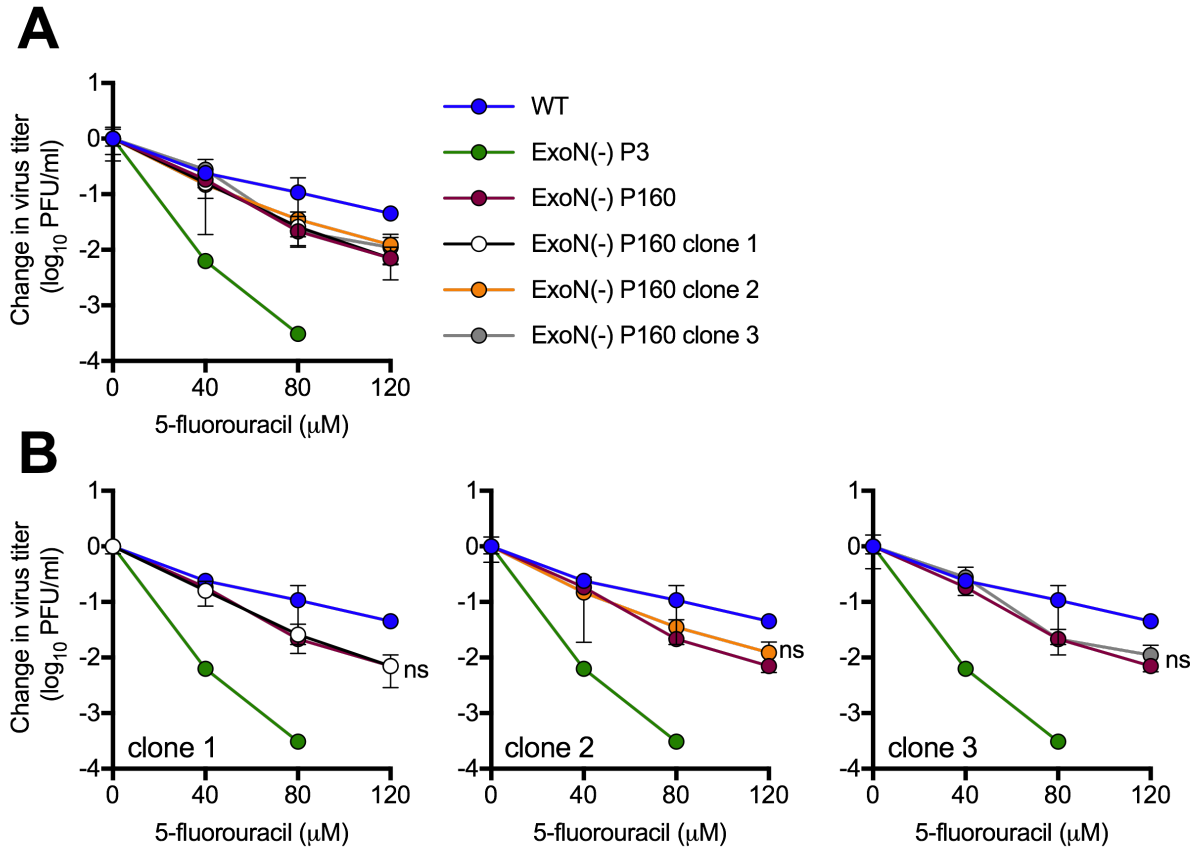 A
Change in virus titer
(log10 PFU/ml)
1
0
-1
-2
-3
-4
0 40 80 120
5-fluorouracil (μM)
WT
ExoN(-) P3
ExoN(-) P160
ExoN(-) P160 clone 1
ExoN(-) P160 clone 2
ExoN(-) P160 clone 3
B
Change in virus titer
(log10 PFU/ml)
1
0
-1
-2
-3
-4
ns
clone 1
0 40 80 120
5-fluorouracil (μM)
1
0
-1
-2
-3
-4
ns
clone 2
0 40 80 120
5-fluorouracil (μM)
1
0
-1
-2
-3
-4
ns
clone 3
0 40 80 120
5-fluorouracil (μM)